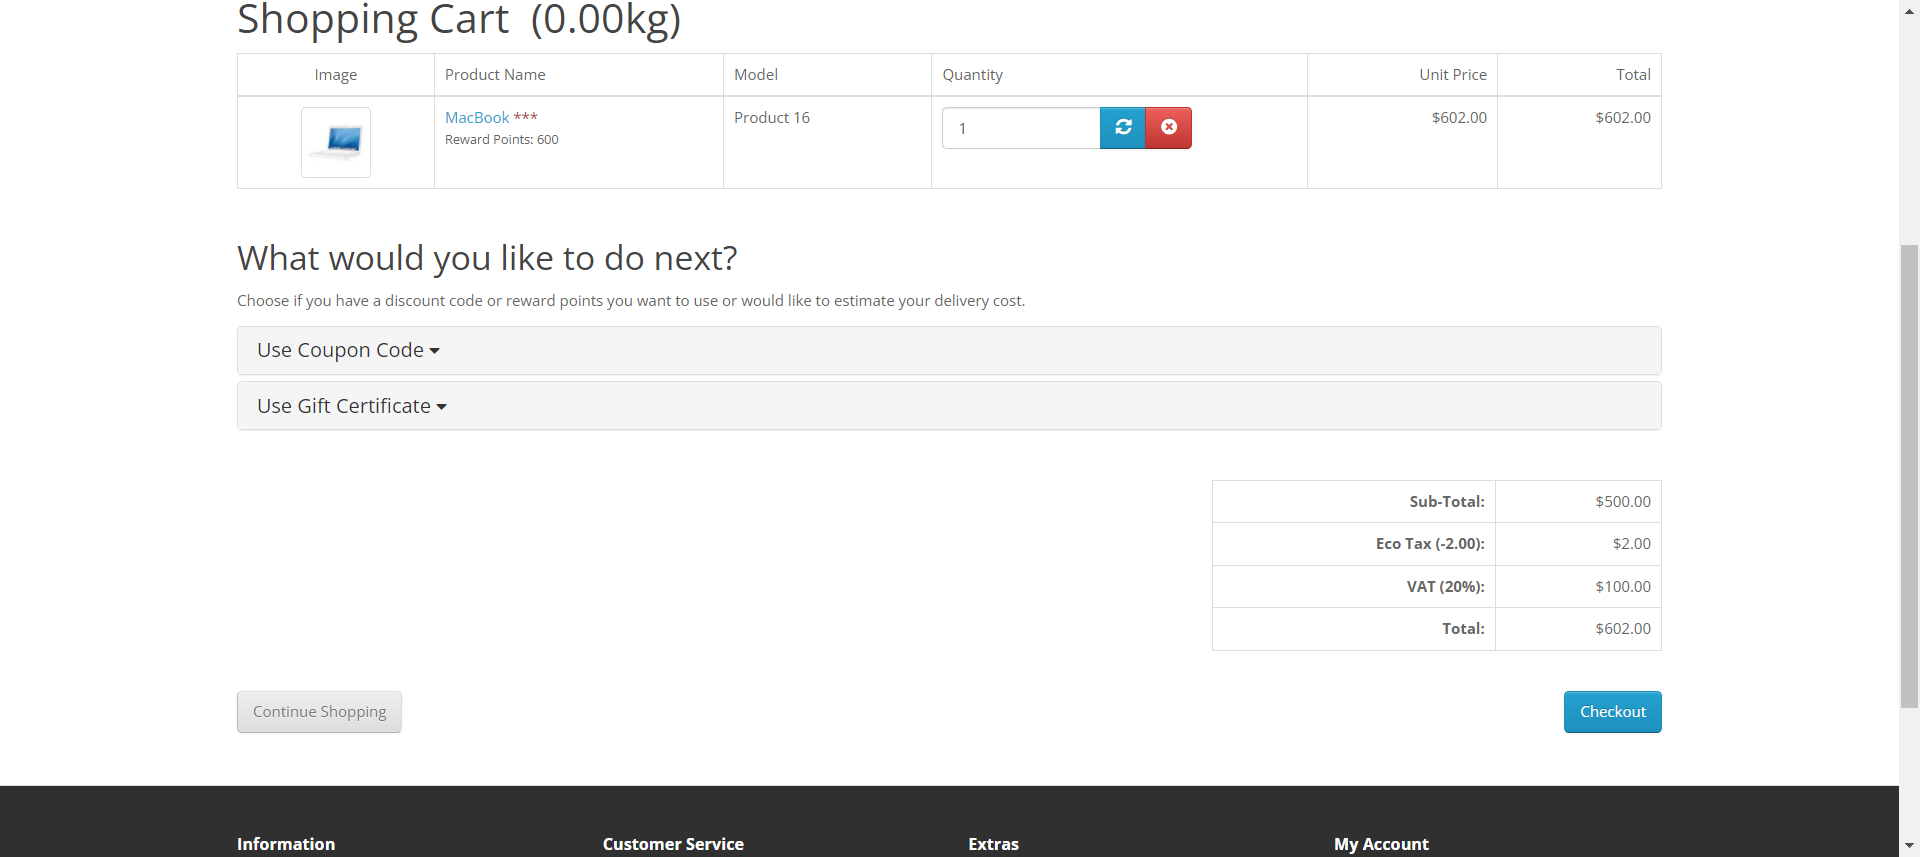 Shopping Cart  (0.00kg)
Image Product Name Model Quantity Unit Price Total
MacBook *** Product 16 1 $602.00 $602.00
Reward Points: 600
What would you like to do next?
Choose if you have a discount code or reward points you want to use or would like to estimate your delivery cost.
Use Coupon Code
Use Gift Certificate
Sub-Total: $500.00
Eco Tax (-2.00): $2.00
VAT (20%): $100.00
Total: $602.00
Continue Shopping Checkout
Information Customer Service Extras My Account